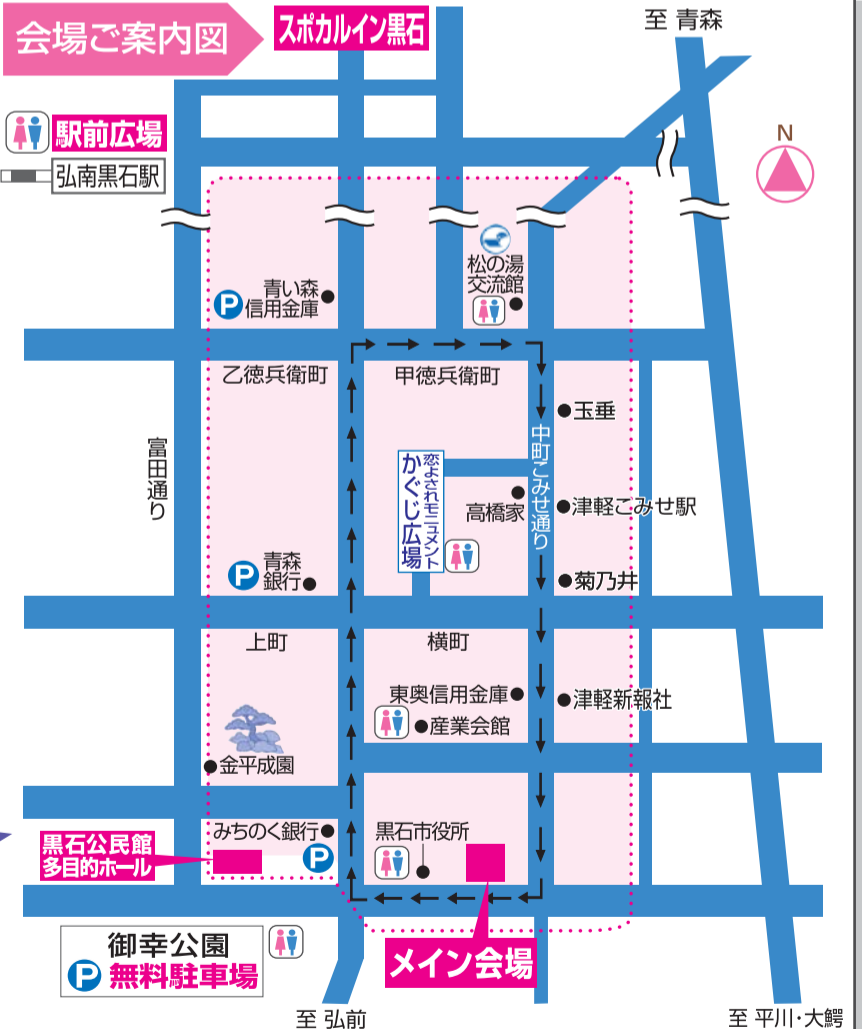 会場ご案内図
スポカルイン黒石
至 青森
駅前広場
弘南黒石駅
N
松の湯
交流館
青い森
信用金庫
P
乙徳兵衛町
甲徳兵衛町
玉垂
富田通り
中町こみせ通り
恋よされモニュメント
かぐじ広場
高橋家
津軽こみせ駅
P
青森
銀行
菊乃井
上町
横町
東奥信用金庫
津軽新報社
産業会館
金平成園
みちのく銀行
黒石市役所
黒石公民館
多目的ホール
P
御幸公園
P 無料駐車場
メイン会場
至 弘前
至 平川・大鰐